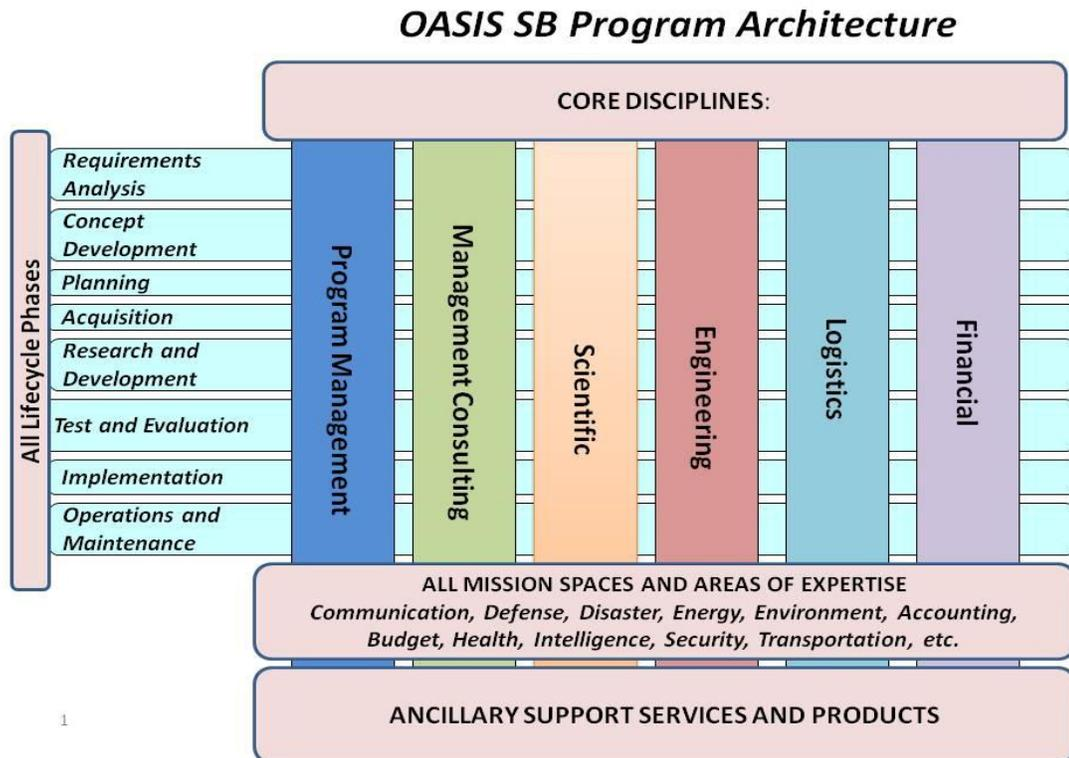 OASIS SB Program Architecture
CORE DISCIPLINES:
All Lifecycle Phases
Requirements
Analysis
Concept
Development
Planning
Acquisition
Research and
Development
Test and Evaluation
Implementation
Operations and
Maintenance
Program Management
Management Consulting
Scientific
Engineering
Logistics
Financial
ALL MISSION SPACES AND AREAS OF EXPERTISE
Communication, Defense, Disaster, Energy, Environment, Accounting,
Budget, Health, Intelligence, Security, Transportation, etc.
ANCILLARY SUPPORT SERVICES AND PRODUCTS
1